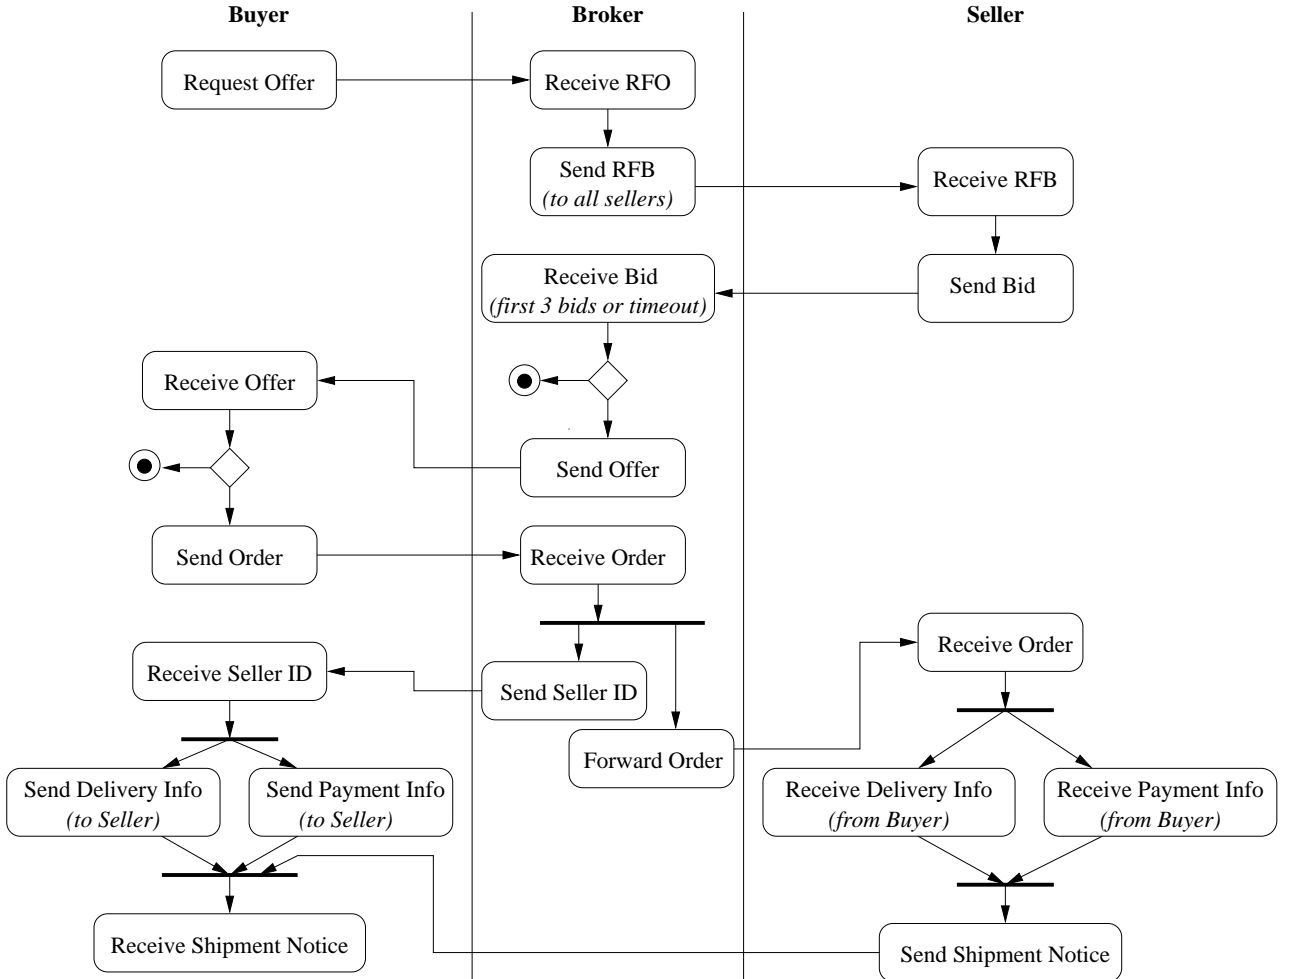 Buyer
Broker
Seller
Request Offer
Receive RFO
Send RFB
(to all sellers)
Receive RFB
Receive Bid
(first 3 bids or timeout)
Send Bid
Receive Offer
Send Offer
Send Order
Receive Order
Receive Seller ID
Send Seller ID
Receive Order
Forward Order
Send Delivery Info
(to Seller)
Send Payment Info
(to Seller)
Receive Delivery Info
(from Buyer)
Receive Payment Info
(from Buyer)
Receive Shipment Notice
Send Shipment Notice